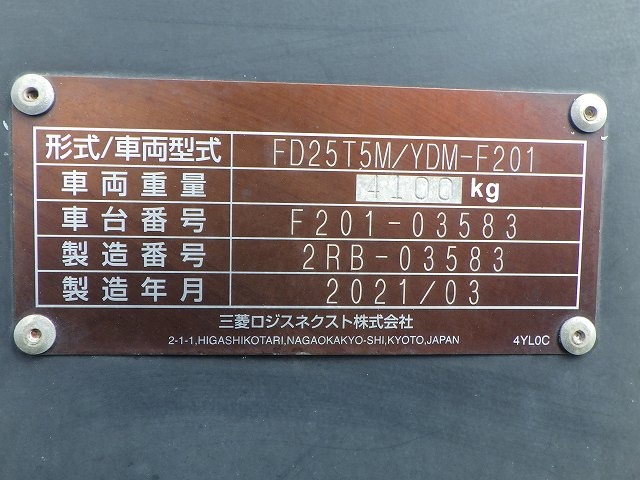 形式/車両型式 FD25T5M/YDM-F201
車両重量 4100 kg
車台番号 F201-03583
製造番号 2RB-03583
製造年月 2021/03
三菱ロジスネクスト株式会社
2-1-1,HIGASHIKOTARI,NAGAOKAKYO-SHI,KYOTO,JAPAN 4YL0C